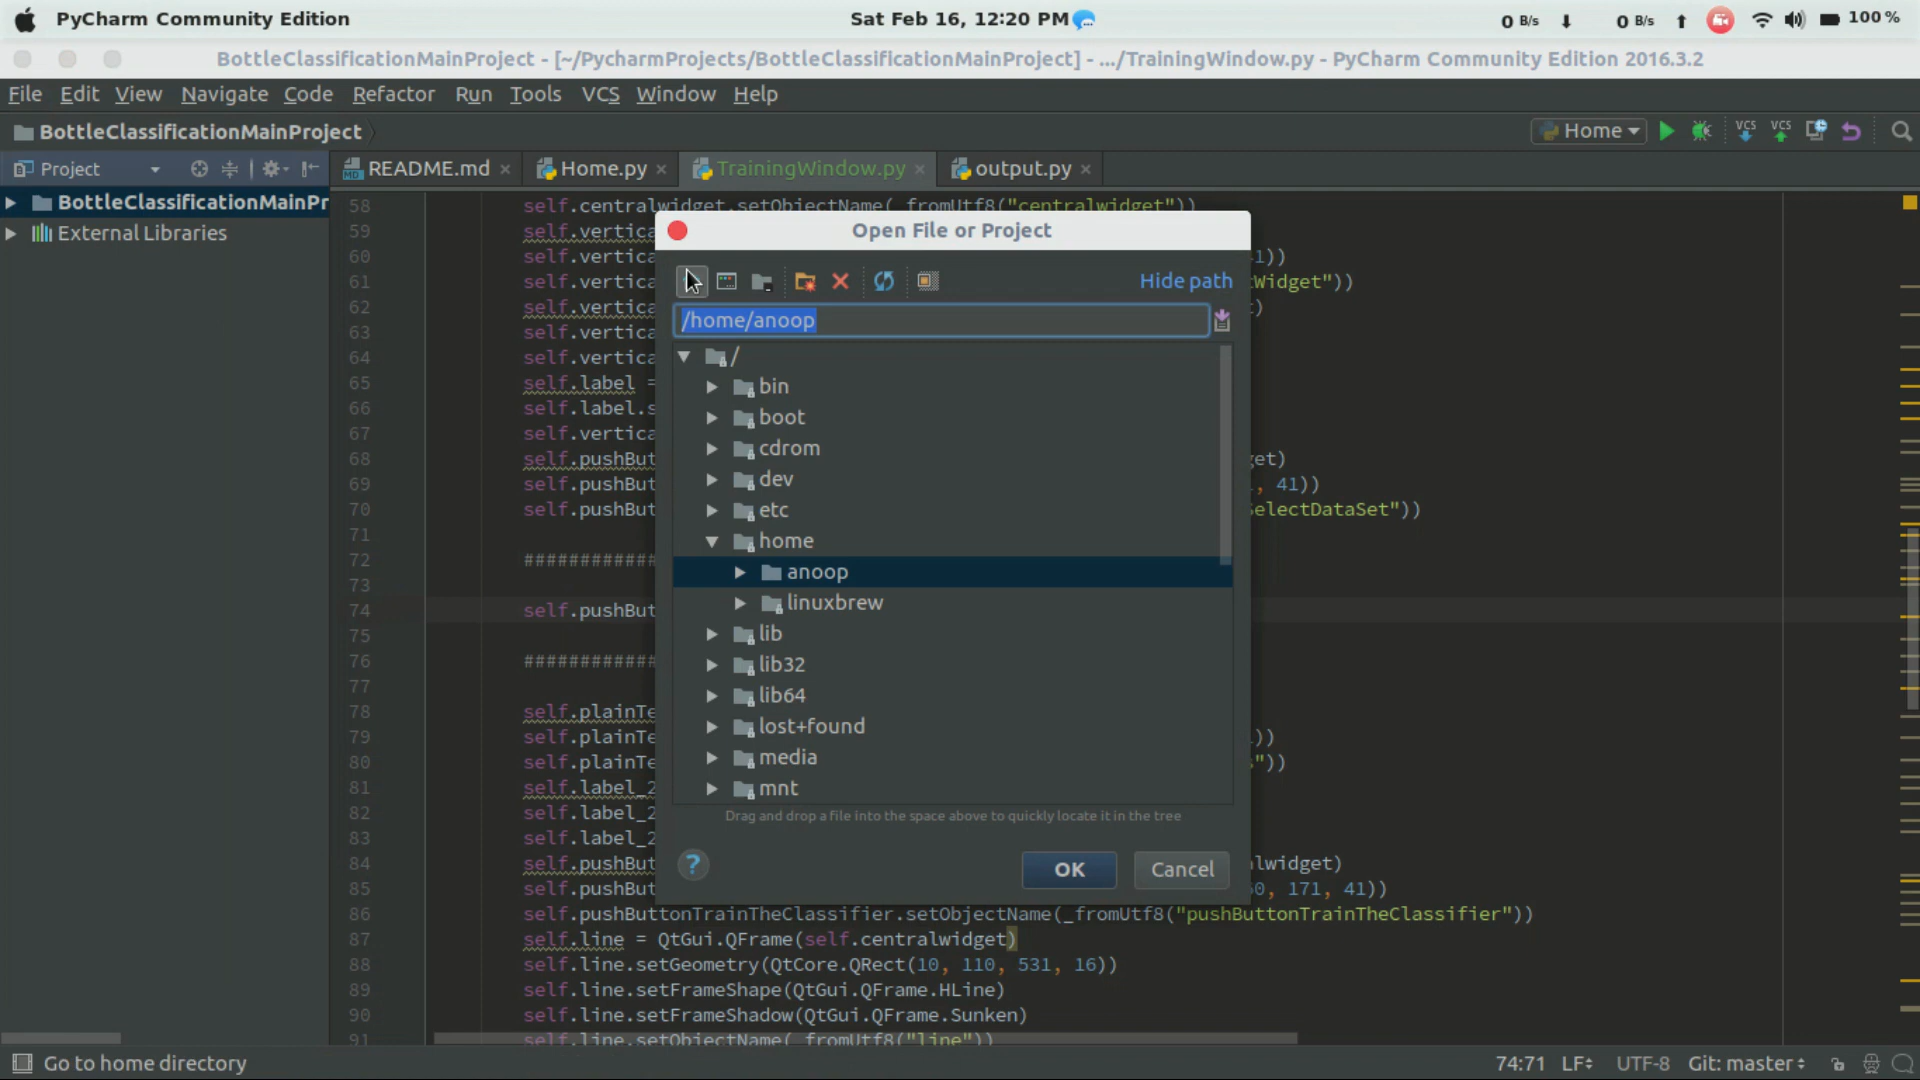 PyCharm Community Edition
Sat Feb 16, 12:20 PM
0 B/s
0 B/s
100 %
BottleClassificationMainProject - [~/PycharmProjects/BottleClassificationMainProject] - .../TrainingWindow.py - PyCharm Community Edition 2016.3.2
File Edit View Navigate Code Refactor Run Tools VCS Window Help
BottleClassificationMainProject
Home
VCS
VCS
Project
README.md
Home.py
TrainingWindow.py
output.py
BottleClassificationMainPr
External Libraries
58 self.centralwidget.setObjectName(_fromUtf8("centralwidget"))
59 self.vertica
60 self.vertica 1))
61 self.vertica tWidget"))
62 self.vertica t)
63 self.vertica
64 self.vertica
65 self.label =
66 self.label.s
67 self.vertica
68 self.pushBut get)
69 self.pushBut , 41))
70 self.pushBut SelectDataSet"))
71
72 ############
73
74 self.pushBut
75
76 ############
77
78 self.plainTe
79 self.plainTe ))
80 self.plainTe s"))
81 self.label_2
82 self.label_2
83 self.label_2
84 self.pushBut lwidget)
85 self.pushBut 0, 171, 41))
86 self.pushButtonTrainTheClassifier.setObjectName(_fromUtf8("pushButtonTrainTheClassifier"))
87 self.line = QtGui.QFrame(self.centralwidget)
88 self.line.setGeometry(QtCore.QRect(10, 110, 531, 16))
89 self.line.setFrameShape(QtGui.QFrame.HLine)
90 self.line.setFrameShadow(QtGui.QFrame.Sunken)
91 self.line.setObjectName(_fromUtf8("line"))
Open File or Project
Hide path
/home/anoop
/
bin
boot
cdrom
dev
etc
home
anoop
linuxbrew
lib
lib32
lib64
lost+found
media
mnt
Drag and drop a file into the space above to quickly locate it in the tree
?
OK
Cancel
Go to home directory
74:71 LF UTF-8 Git: master